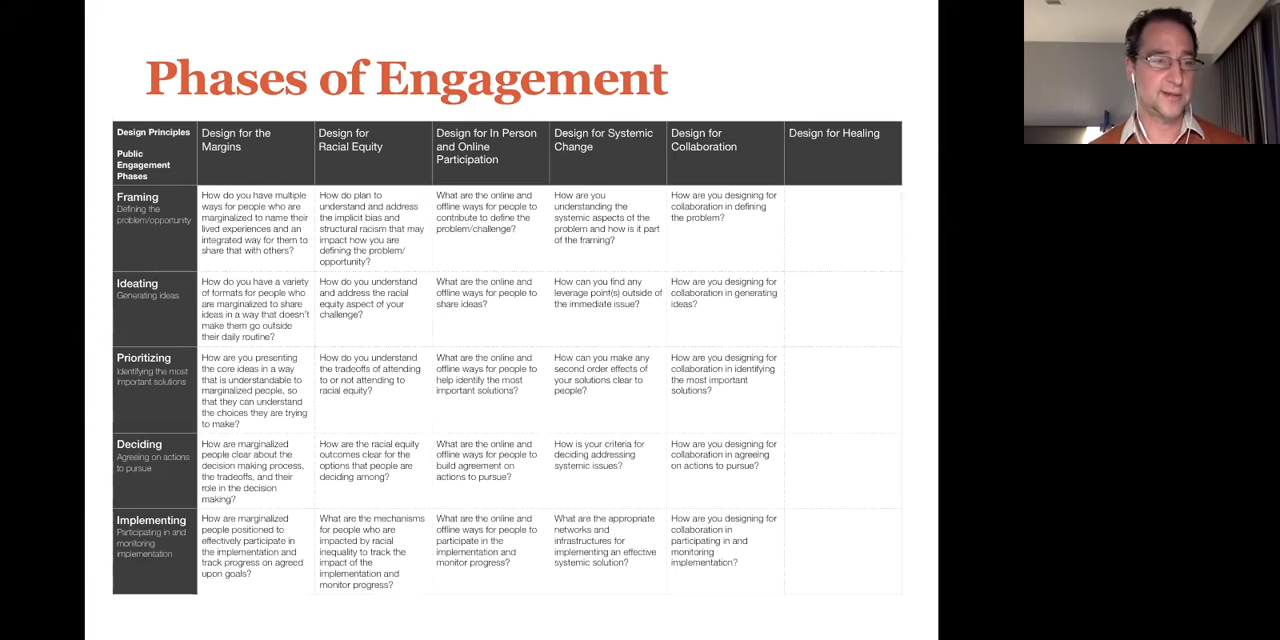 Phases of Engagement
Design Principles
Public
Engagement
Phases
Design for the
Margins
Design for
Racial Equity
Design for In Person
and Online
Participation
Design for Systemic
Change
Design for
Collaboration
Design for Healing
Framing
Defining the
problem/opportunity
How do you have multiple
ways for people who are
marginalized to name their
lived experiences and an
integrated way for them to
share that with others?
How do plan to
understand and address
the implicit bias and
structural racism that may
impact how you are
defining the problem/
opportunity?
What are the online and
offline ways for people to
contribute to define the
problem/challenge?
How are you
understanding the
systemic aspects of the
problem and how is it part
of the framing?
How are you designing for
collaboration in defining
the problem?
Ideating
Generating ideas
How do you have a variety
of formats for people who
are marginalized to share
ideas in a way that doesn't
make them go outside
their daily routine?
How do you understand
and address the racial
equity aspect of your
challenge?
What are the online and
offline ways for people to
share ideas?
How can you find any
leverage point(s) outside of
the immediate issue?
How are you designing for
collaboration in generating
ideas?
Prioritizing
Identifying the most
important solutions
How are you presenting
the core ideas in a way
that is understandable to
marginalized people, so
that they can understand
the choices they are trying
to make?
How do you understand
the tradeoffs of attending
to or not attending to
racial equity?
What are the online and
offline ways for people to
help identify the most
important solutions?
How can you make any
second order effects of
your solutions clear to
people?
How are you designing for
collaboration in identifying
the most important
solutions?
Deciding
Agreeing on actions
to pursue
How are marginalized
people clear about the
decision making process,
the tradeoffs, and their
role in the decision
making?
How are the racial equity
outcomes clear for the
options that people are
deciding among?
What are the online and
offline ways for people to
build agreement on
actions to pursue?
How is your criteria for
deciding addressing
systemic issues?
How are you designing for
collaboration in agreeing
on actions to pursue?
Implementing
Participating in and
monitoring
implementation
How are marginalized
people positioned to
effectively participate in
the implementation and
track progress on agreed
upon goals?
What are the mechanisms
for people who are
impacted by racial
inequality to track the
impact of the
implementation and
monitor progress?
What are the online and
offline ways for people to
participate in the
implementation and
monitor progress?
What are the appropriate
networks and
infrastructures for
implementing an effective
systemic solution?
How are you designing for
collaboration in
participating in and
monitoring
implementation?